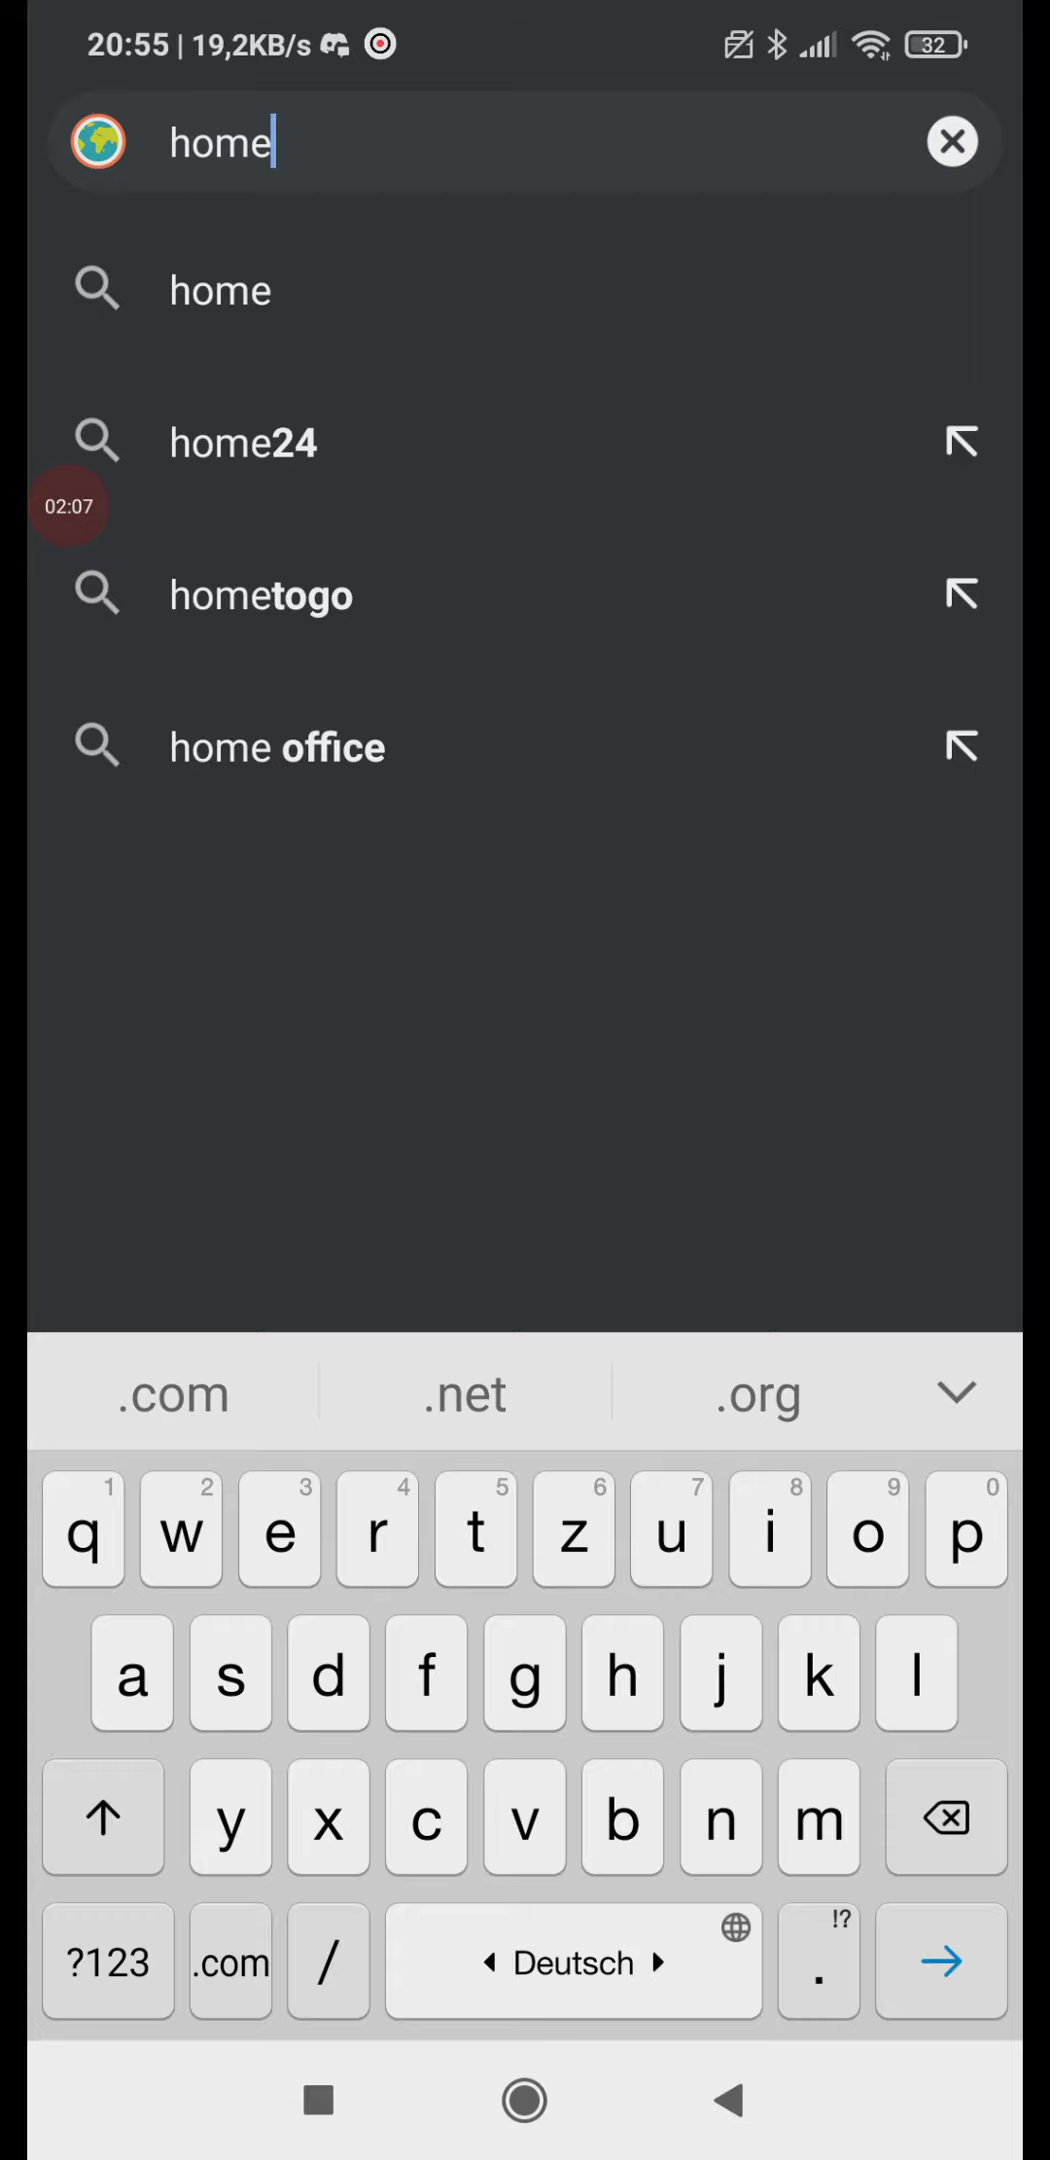 20:55 | 19,2KB/s 32
home
home
home24
02:07
hometogo
home office
.com .net .org
1 2 3 4 5 6 7 8 9 0
q w e r t z u i o p
a s d f g h j k l
y x c v b n m
!?
?123 .com / Deutsch .